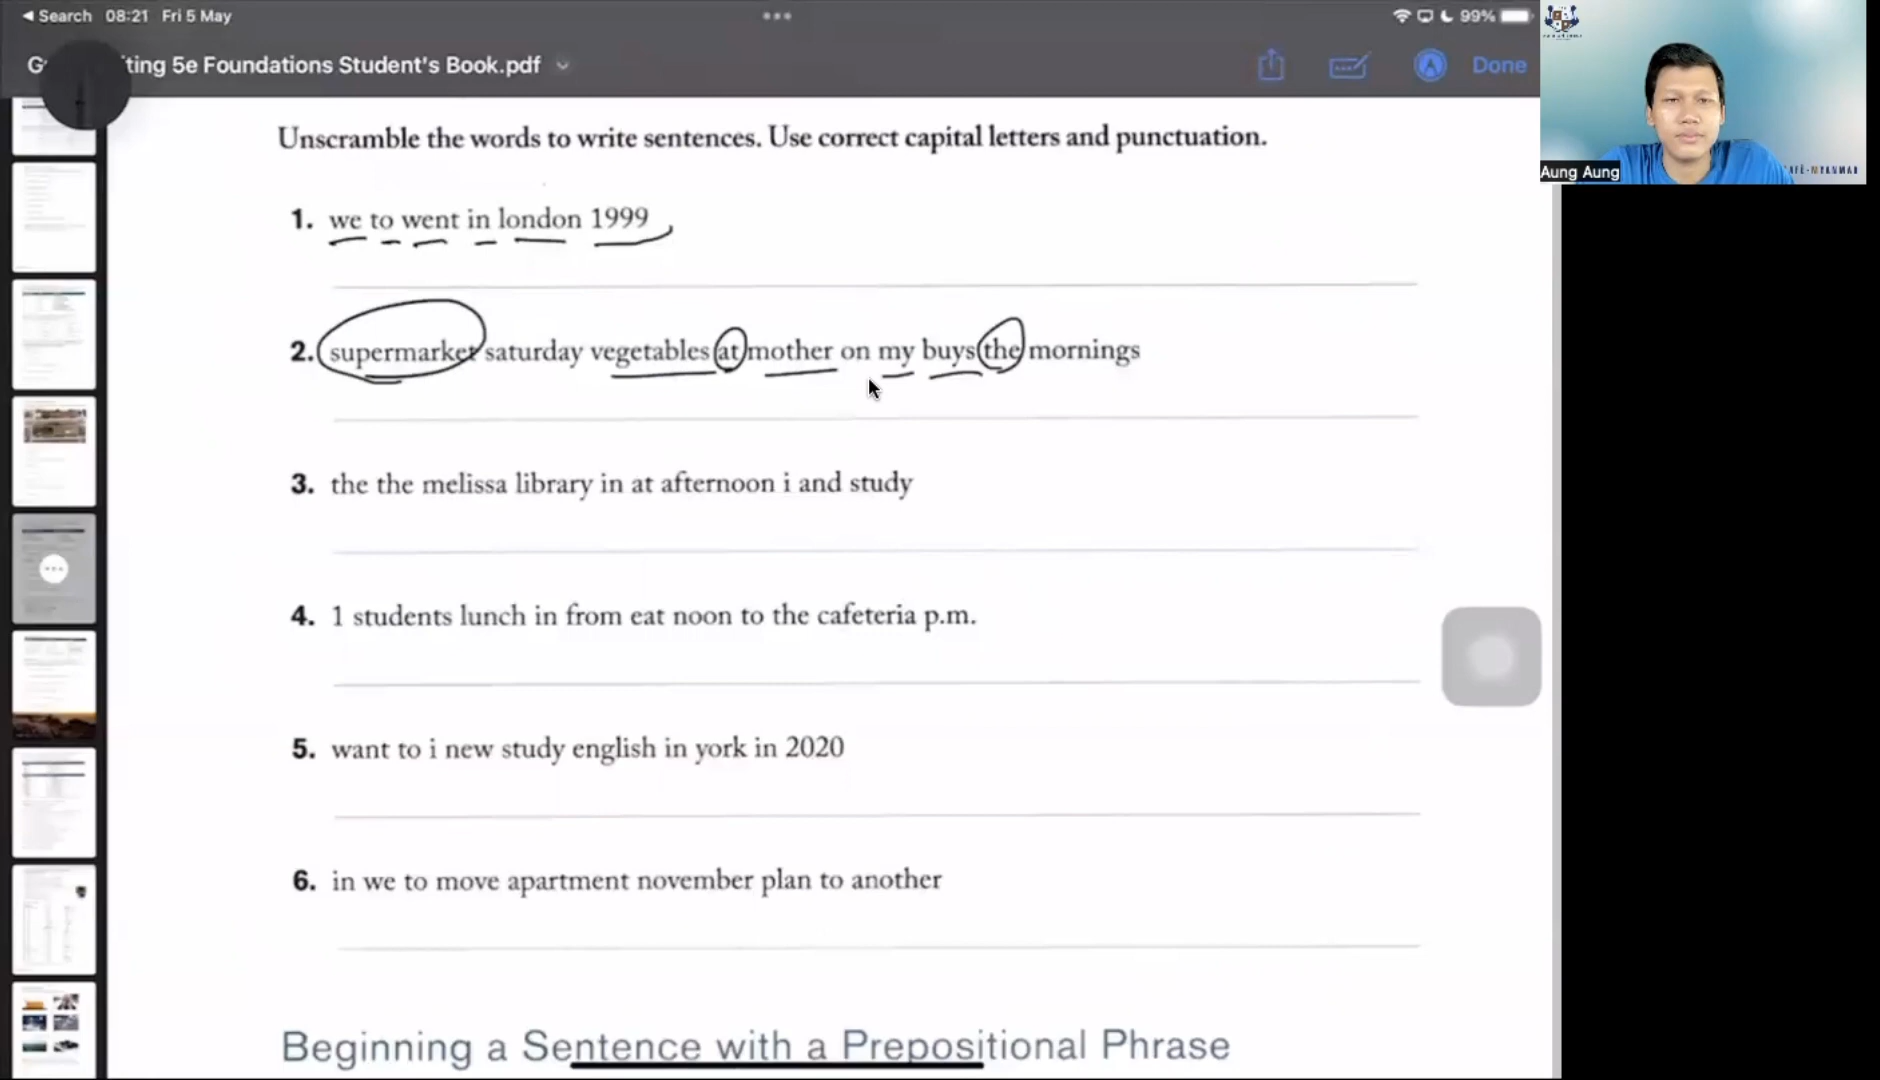 Search 08:21 Fri 5 May
99%
ting 5e Foundations Student's Book.pdf
Done
Aung Aung
Unscramble the words to write sentences. Use correct capital letters and punctuation.
1. we to went in london 1999
2. supermarket saturday vegetables at mother on my buys the mornings
3. the the melissa library in at afternoon i and study
4. 1 students lunch in from eat noon to the cafeteria p.m.
5. want to i new study english in york in 2020
6. in we to move apartment november plan to another
Beginning a Sentence with a Prepositional Phrase